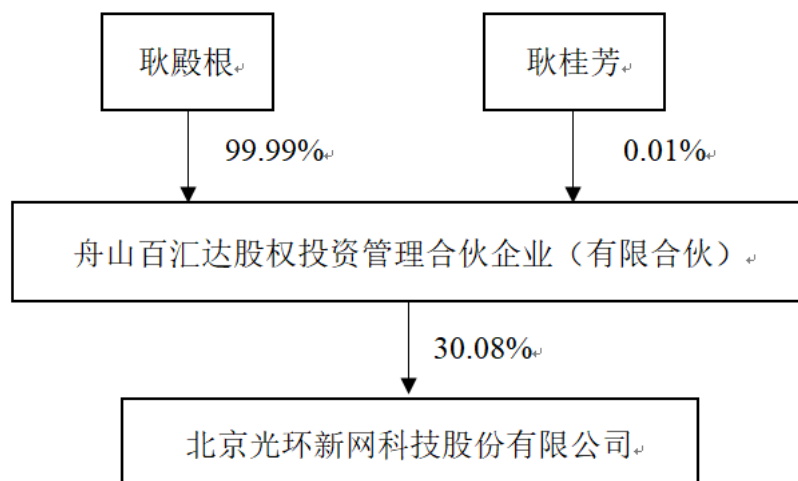 耿殿根
耿桂芳
99.99%
0.01%
舟山百汇达股权投资管理合伙企业（有限合伙）
30.08%
北京光环新网科技股份有限公司